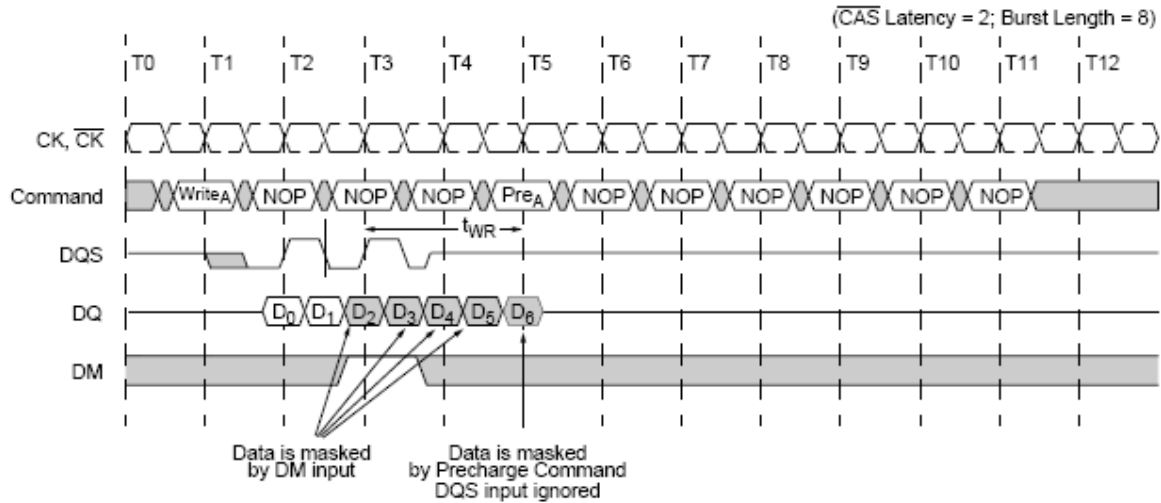 (CAS Latency = 2; Burst Length = 8)
T0 T1 T2 T3 T4 T5 T6 T7 T8 T9 T10 T11 T12
CK, CK
Command WriteA NOP NOP NOP PreA NOP NOP NOP NOP NOP NOP
tWR
DQS
DQ D0 D1 D2 D3 D4 D5 D6
DM
Data is masked
by DM input
Data is masked
by Precharge Command
DQS input ignored